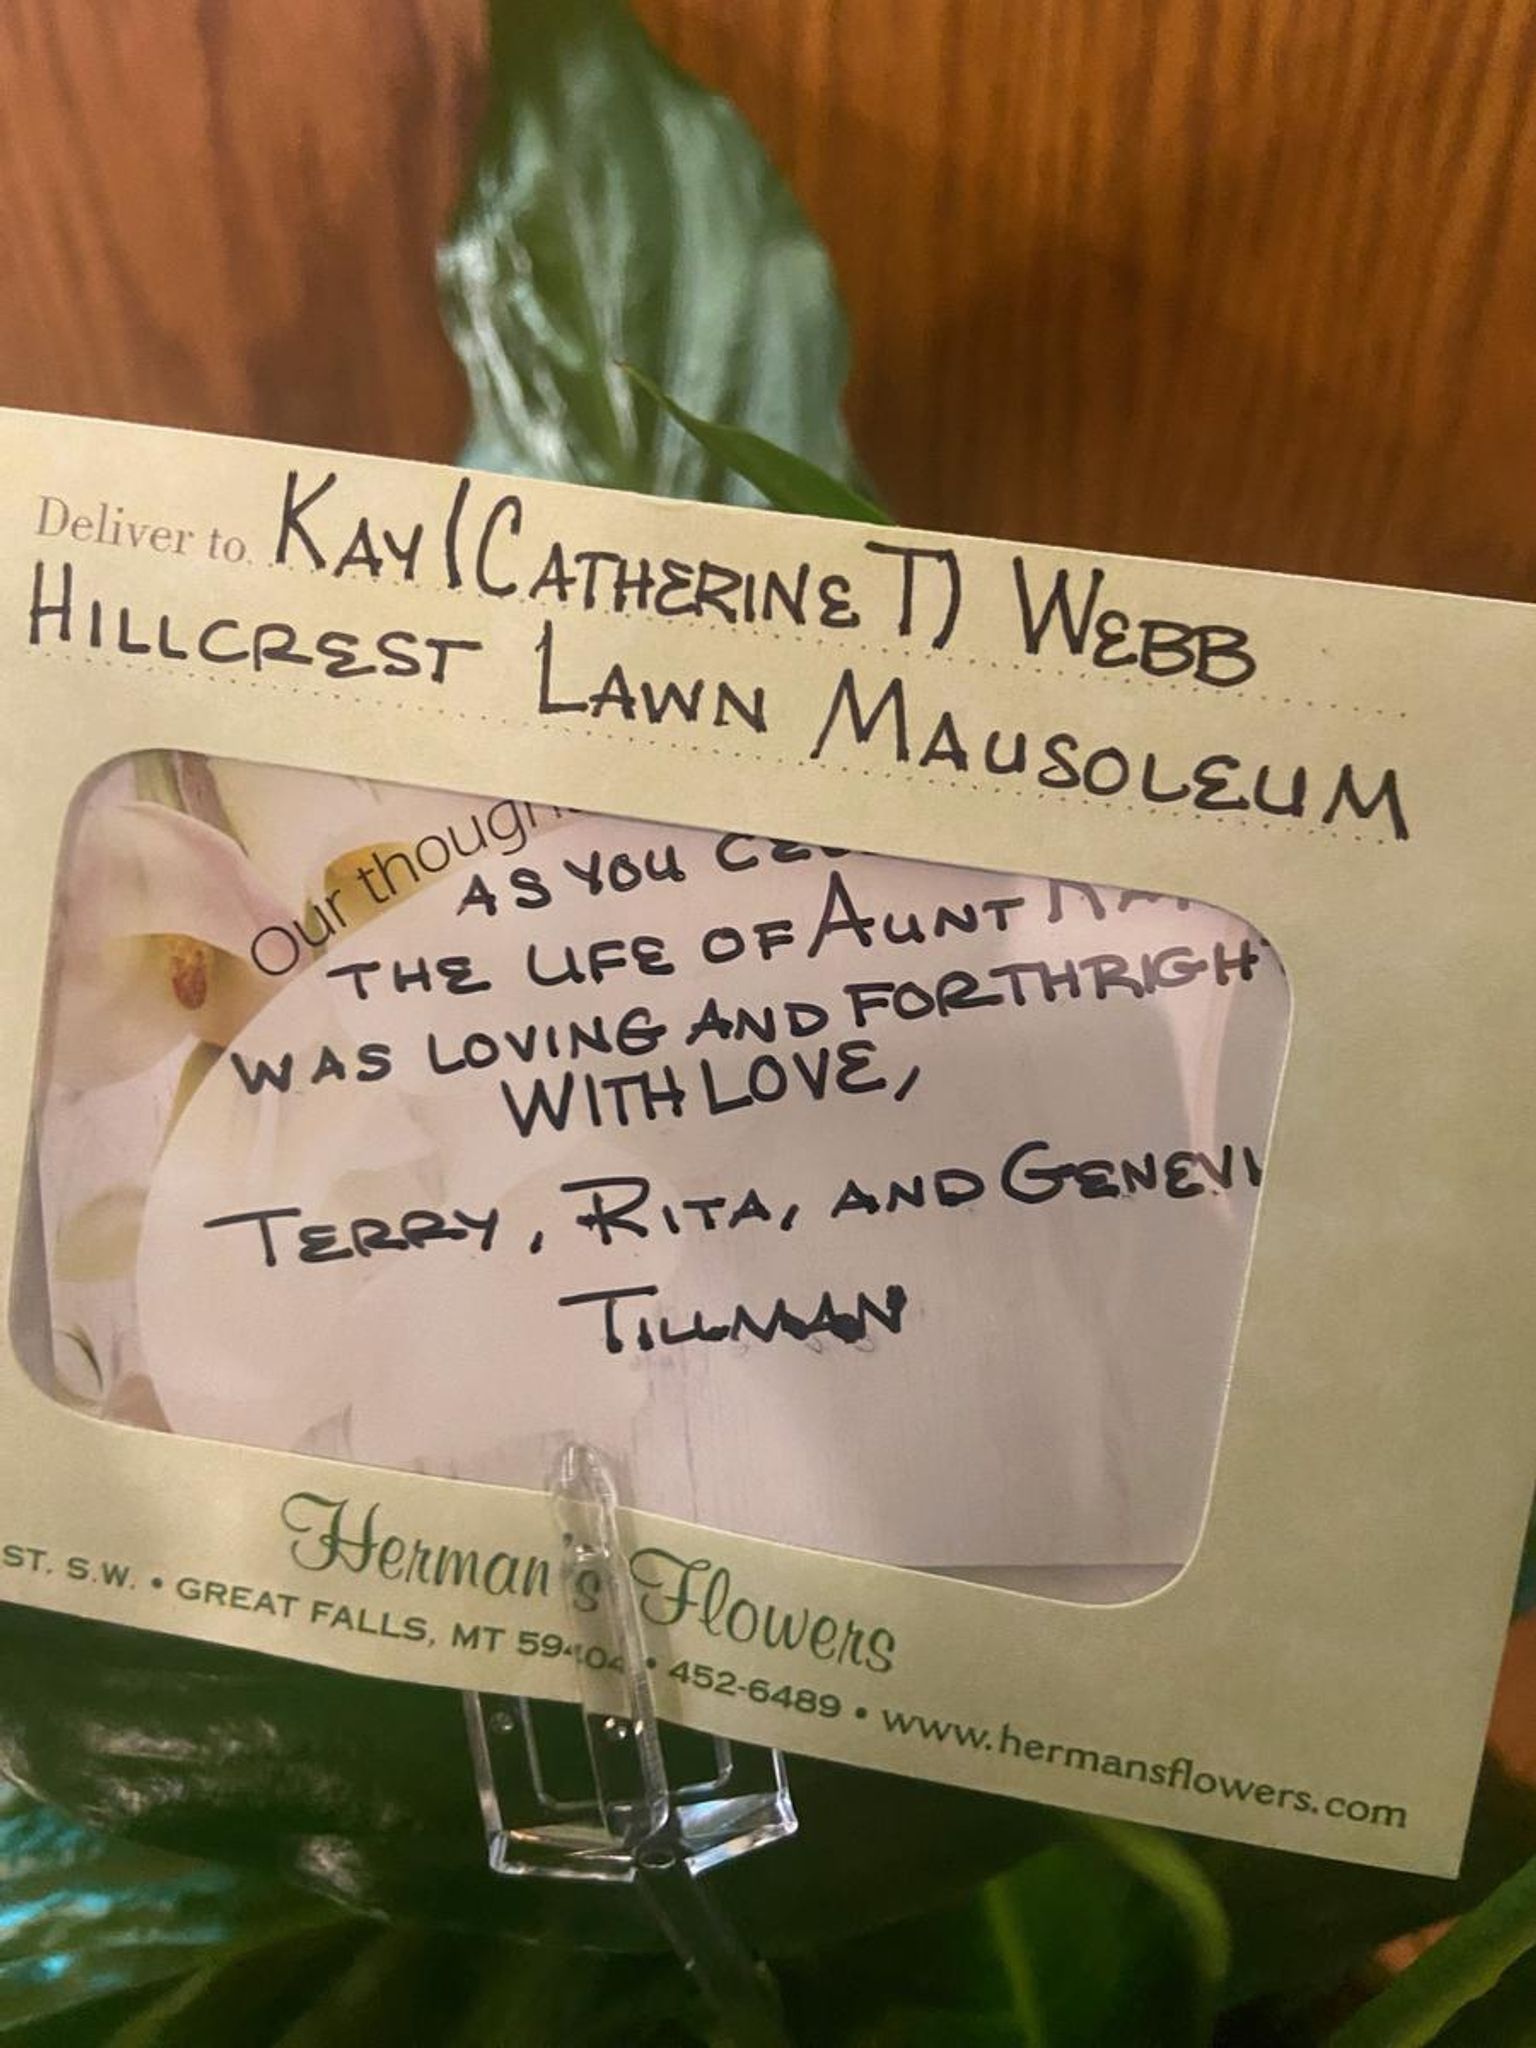 Deliver to KAY (CATHERINE T) WEBB
HILLCREST LAWN MAUSOLEUM
Our
AS YOU
THE LIFE OF AUNT
WAS LOVING AND
WITH LOVE,
TERRY, RITA, AND
TILLMAN
Herman's Flowers
ST. S.W. • GREAT FALLS, MT 59404 • 452-6489 • www.hermansflowers.com